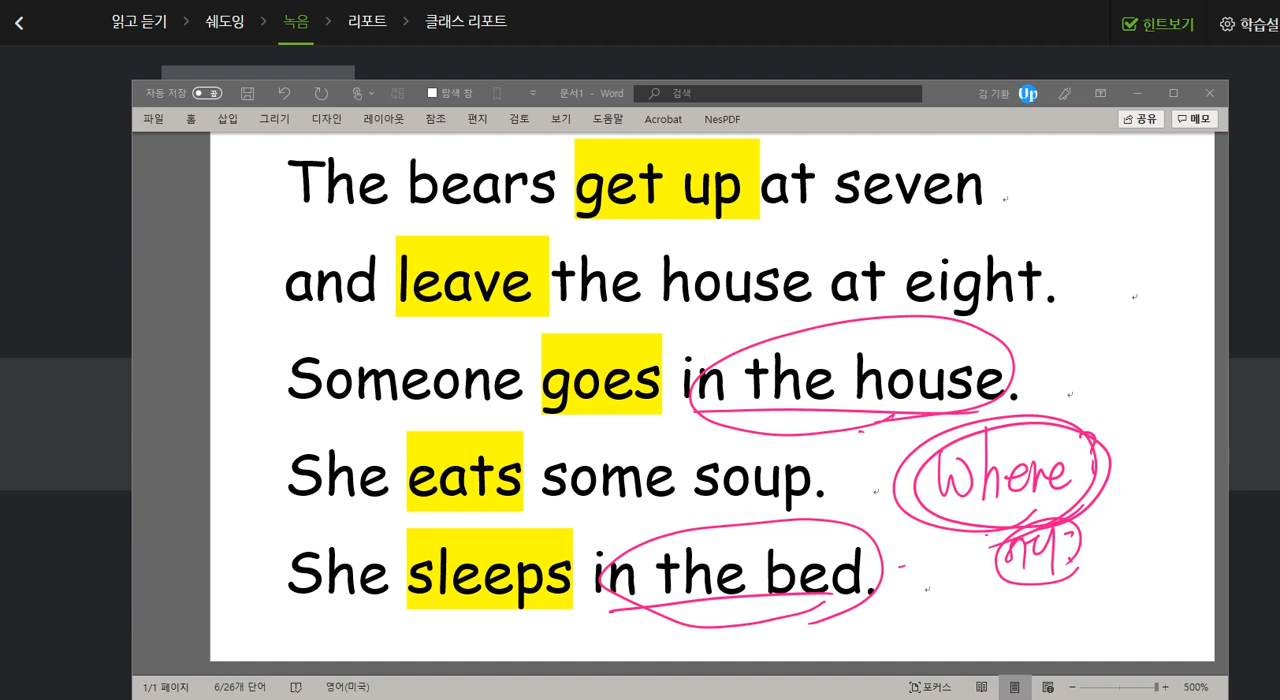 읽고 듣기 > 쉐도잉 > 녹음 > 리포트 > 클래스 리포트 힌트보기 학습설
자동 저장 끔 탐색 창 문서1 - Word 검색 김 기환 Up
파일 홈 삽입 그리기 디자인 레이아웃 참조 편지 검토 보기 도움말 Acrobat NesPDF 공유 메모
The bears get up at seven
and leave the house at eight.
Someone goes in the house.
She eats some soup.
Where
She sleeps in the bed.
1/1 페이지 6/26개 단어 영어(미국) 포커스 500%